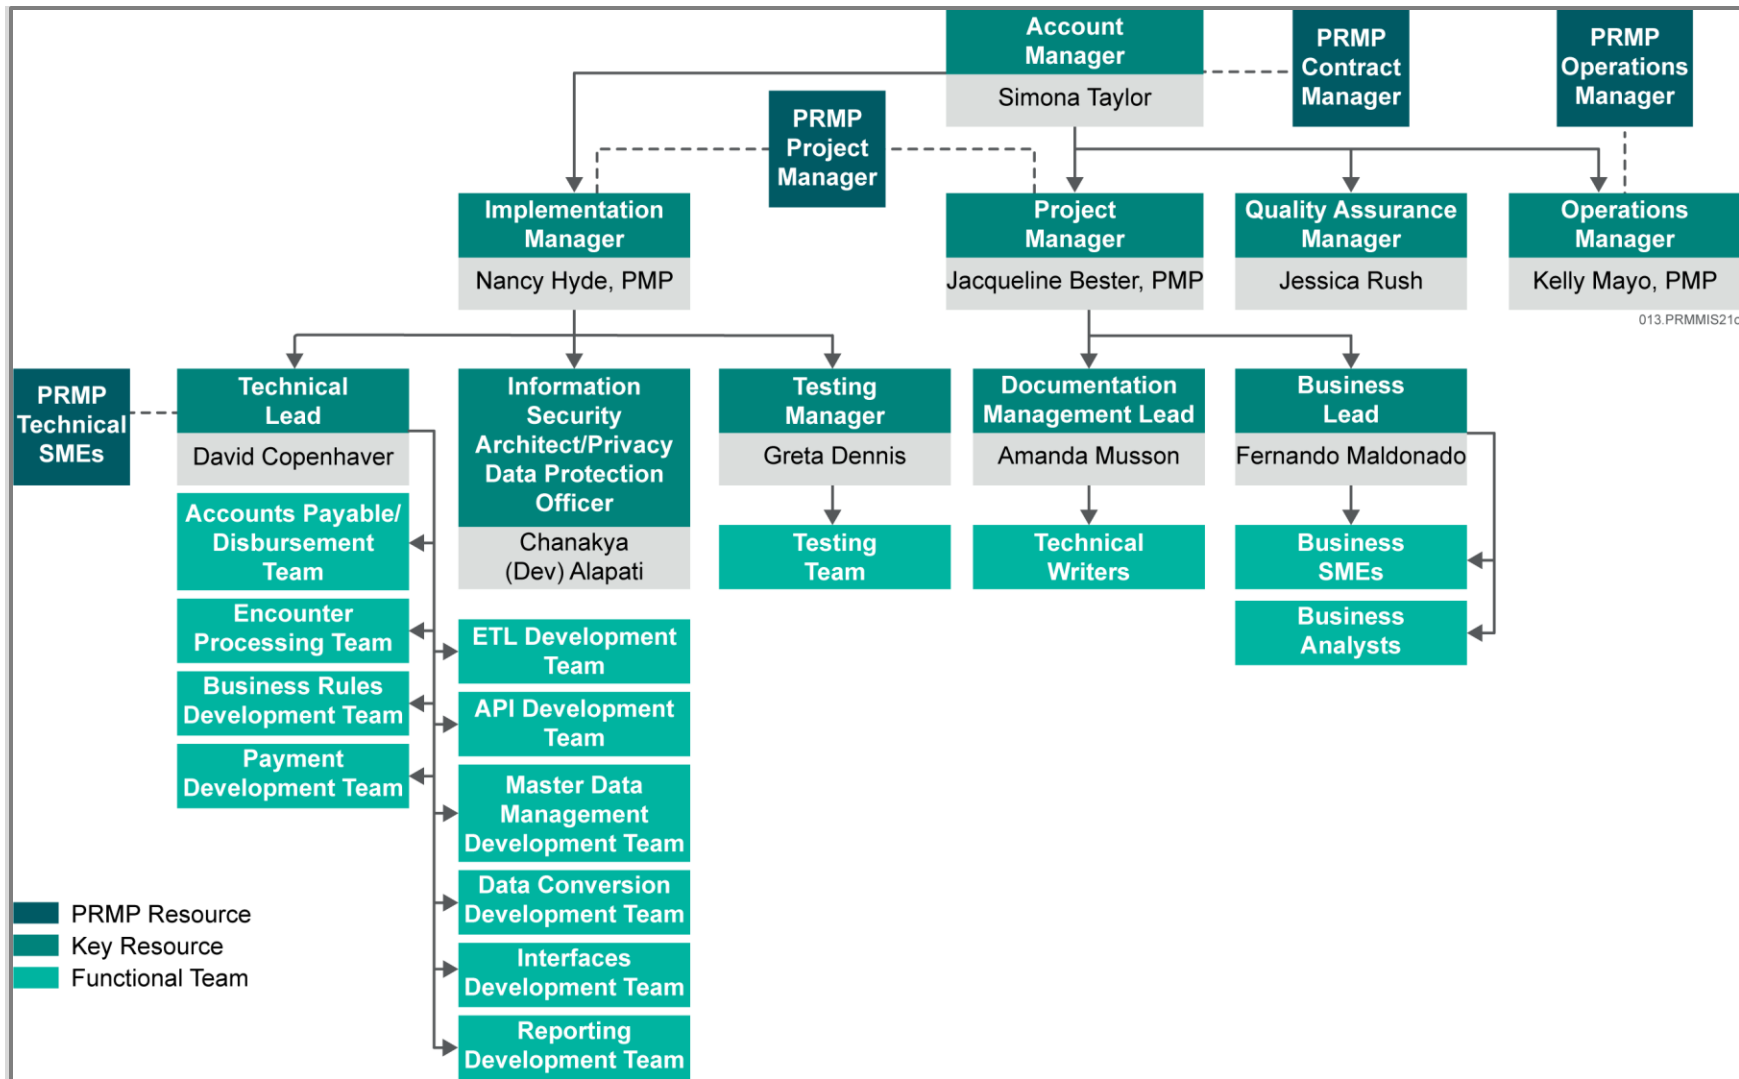 Account
Manager
Simona Taylor
PRMP
Contract
Manager
PRMP
Operations
Manager
PRMP
Project
Manager
Implementation
Manager
Nancy Hyde, PMP
Project
Manager
Jacqueline Bester, PMP
Quality Assurance
Manager
Jessica Rush
Operations
Manager
Kelly Mayo, PMP
013.PRMMIS21c
PRMP
Technical
SMEs
Technical
Lead
David Copenhaver
Information
Security
Architect/Privacy
Data Protection
Officer
Chanakya
(Dev) Alapati
Testing
Manager
Greta Dennis
Documentation
Management Lead
Amanda Musson
Business
Lead
Fernando Maldonado
Accounts Payable/
Disbursement
Team
Encounter
Processing Team
Business Rules
Development Team
Payment
Development Team
ETL Development
Team
API Development
Team
Master Data
Management
Development Team
Data Conversion
Development Team
Interfaces
Development Team
Reporting
Development Team
Testing
Team
Technical
Writers
Business
SMEs
Business
Analysts
PRMP Resource
Key Resource
Functional Team